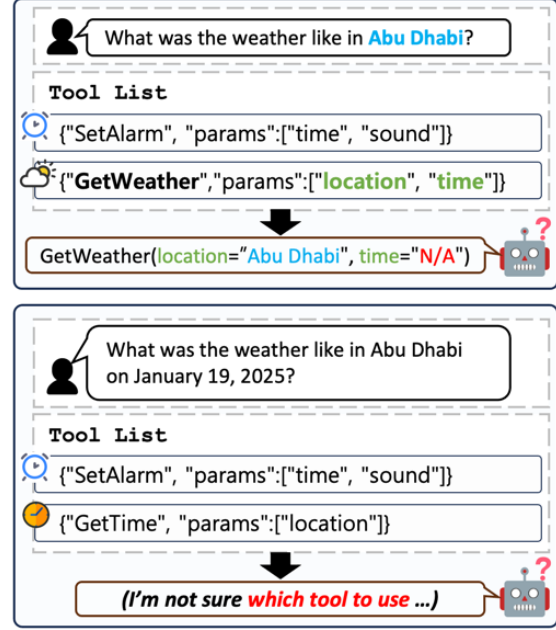 What was the weather like in Abu Dhabi?
Tool List
{"SetAlarm", "params":["time", "sound"]}
{"GetWeather","params":["location", "time"]}
?
GetWeather(location="Abu Dhabi", time="N/A")
What was the weather like in Abu Dhabi
on January 19, 2025?
Tool List
{"SetAlarm", "params":["time", "sound"]}
{"GetTime", "params":["location"]}
?
(I'm not sure which tool to use ...)